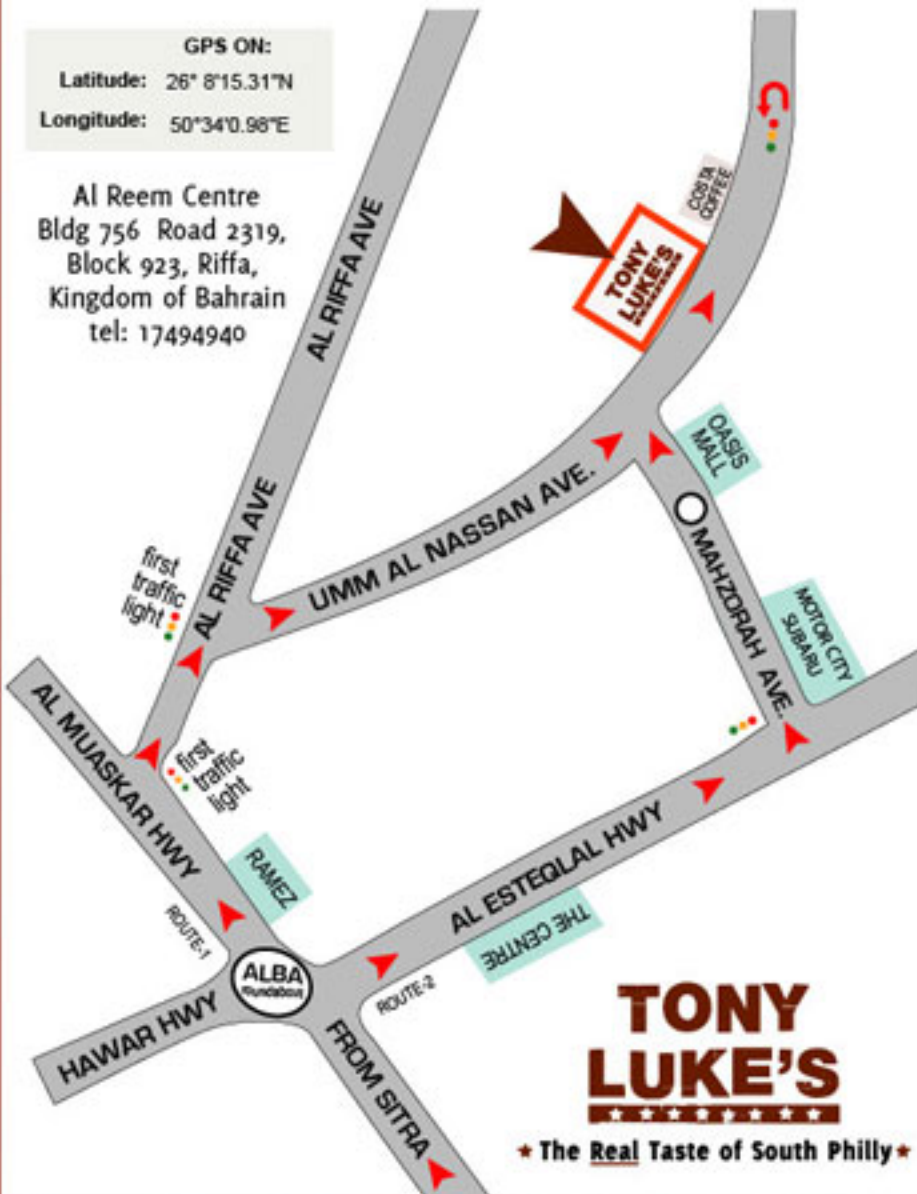 GPS ON:
Latitude: 26° 8'15.31"N
Longitude: 50°34'0.98"E
Al Reem Centre
Bldg 756 Road 2319,
Block 923, Riffa,
Kingdom of Bahrain
tel: 17494940
AL RIFFA AVE
COSTA
COFFEE
TONY
LUKE'S
OASIS
MALL
UMM AL NASSAN AVE.
AL RIFFA AVE
first
traffic
light
MAHZORAH AVE.
MOTOR CITY
SUBARU
AL MUASKAR HWY
first
traffic
light
RAMEZ
AL ESTEQLAL HWY
THE CENTRE
ROUTE-1
ROUTE-2
ALBA
roundabout
HAWAR HWY
FROM SITRA
TONY
LUKE'S
The Real Taste of South Philly